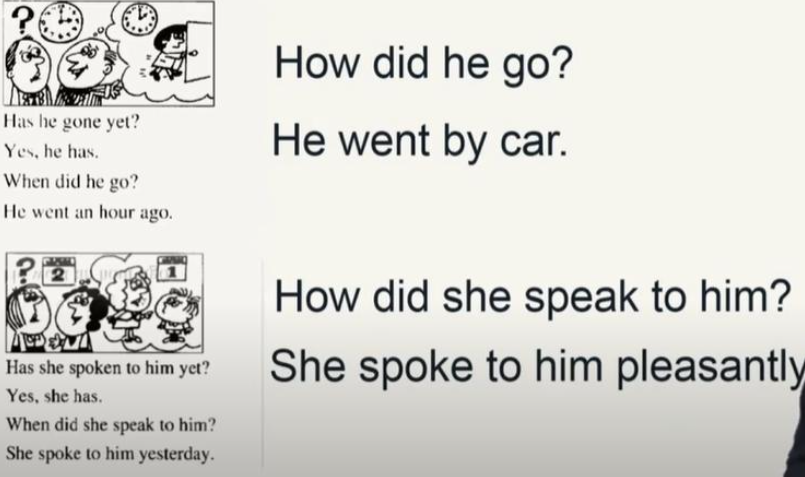 ?
Has he gone yet?
Yes, he has.
When did he go?
He went an hour ago.
How did he go?
He went by car.
? 2 1
Has she spoken to him yet?
Yes, she has.
When did she speak to him?
She spoke to him yesterday.
How did she speak to him?
She spoke to him pleasantly